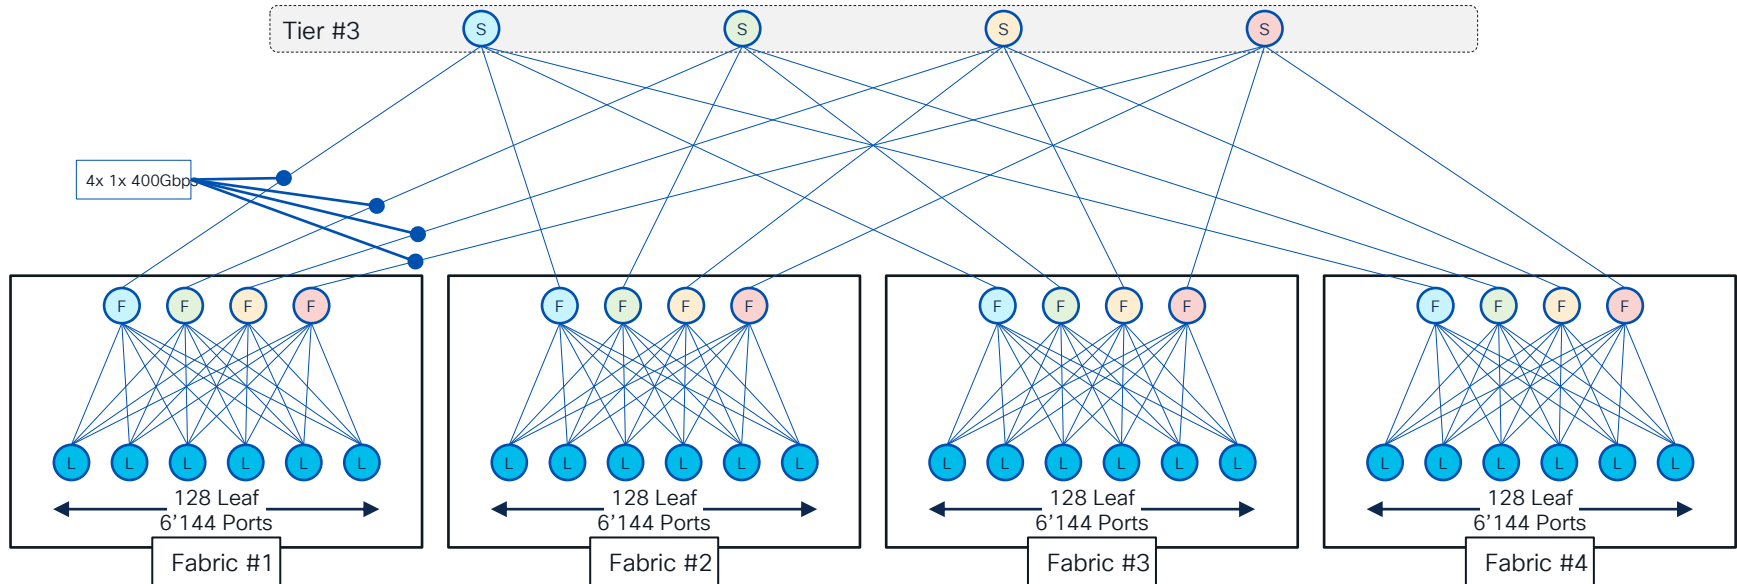 Tier #3
S S S S
4x 1x 400Gbps
F F F F
F F F F
F F F F
F F F F
L L L L L L
L L L L L L
L L L L L L
L L L L L L
128 Leaf
6’144 Ports
128 Leaf
6’144 Ports
128 Leaf
6’144 Ports
128 Leaf
6’144 Ports
Fabric #1
Fabric #2
Fabric #3
Fabric #4